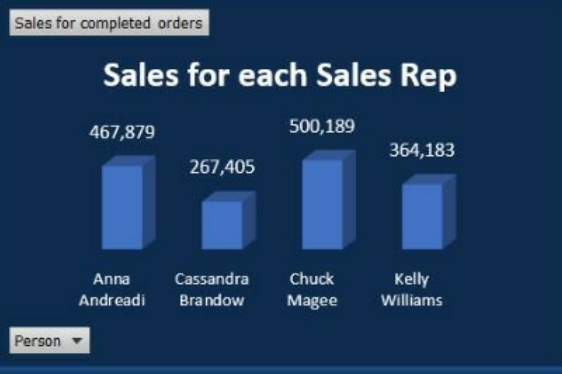 Sales for completed orders
Sales for each Sales Rep
467,879
267,405
500,189
364,183
Anna
Andreadi
Cassandra
Brandow
Chuck
Magee
Kelly
Williams
Person